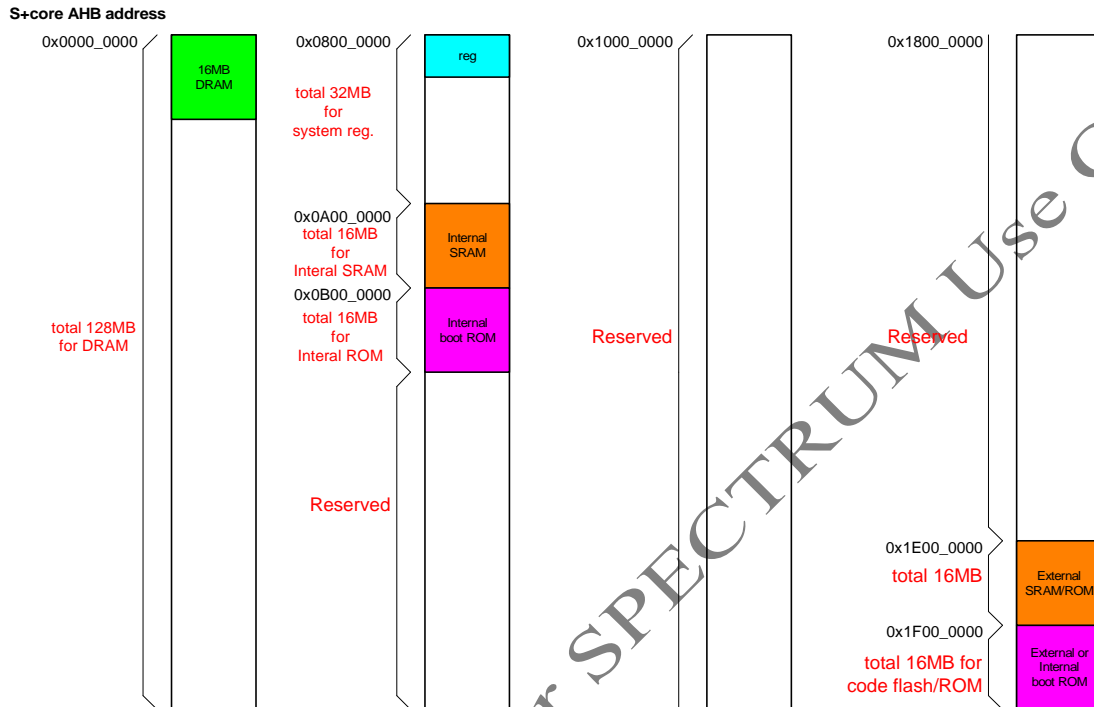 S+core AHB address
0x0000_0000
16MB
DRAM
total 128MB
for DRAM
0x0800_0000
reg
total 32MB
for
system reg.
0x0A00_0000
total 16MB
for
Interal SRAM
Internal
SRAM
0x0B00_0000
total 16MB
for
Interal ROM
Internal
boot ROM
Reserved
0x1000_0000
Reserved
0x1800_0000
Reserved
0x1E00_0000
total 16MB
External
SRAM/ROM
0x1F00_0000
total 16MB for
code flash/ROM
External or
Internal
boot ROM
SPECTRUM Use